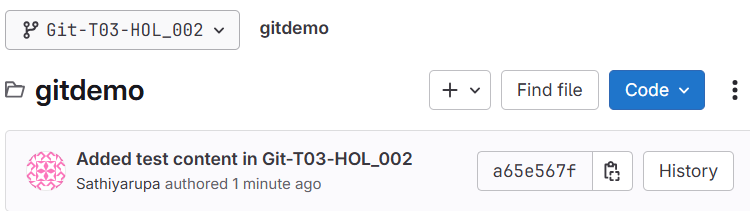 Git-T03-HOL_002 gitdemo
gitdemo
Find file
Code
Added test content in Git-T03-HOL_002
Sathiyarupa authored 1 minute ago
a65e567f
History